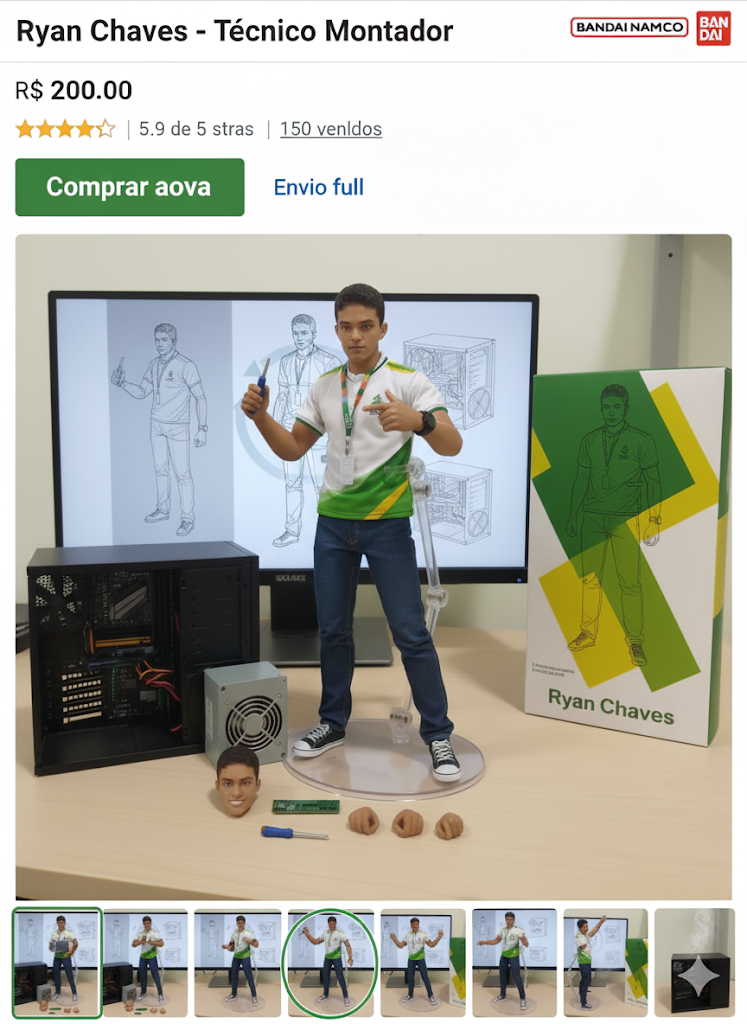 Ryan Chaves - Técnico Montador
BANDAI NAMCO
BAN
DAI
R$ 200.00
5.9 de 5 stras
150 venldos
Comprar aova
Envio full
Ryan Chaves